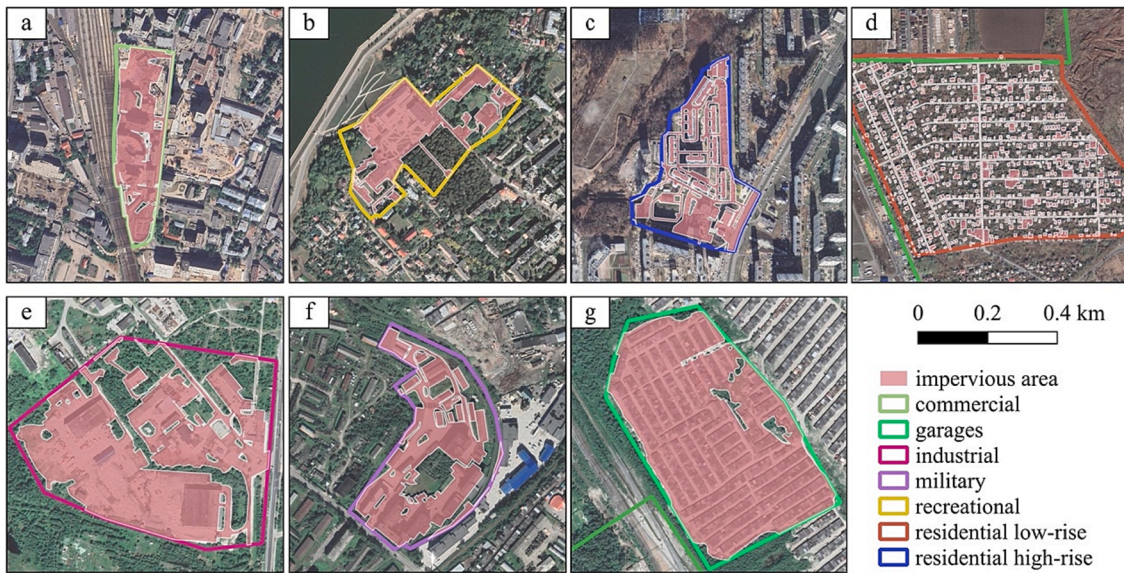 a
b
c
d
e
f
g
0 0.2 0.4 km
impervious area
commercial
garages
industrial
military
recreational
residential low-rise
residential high-rise